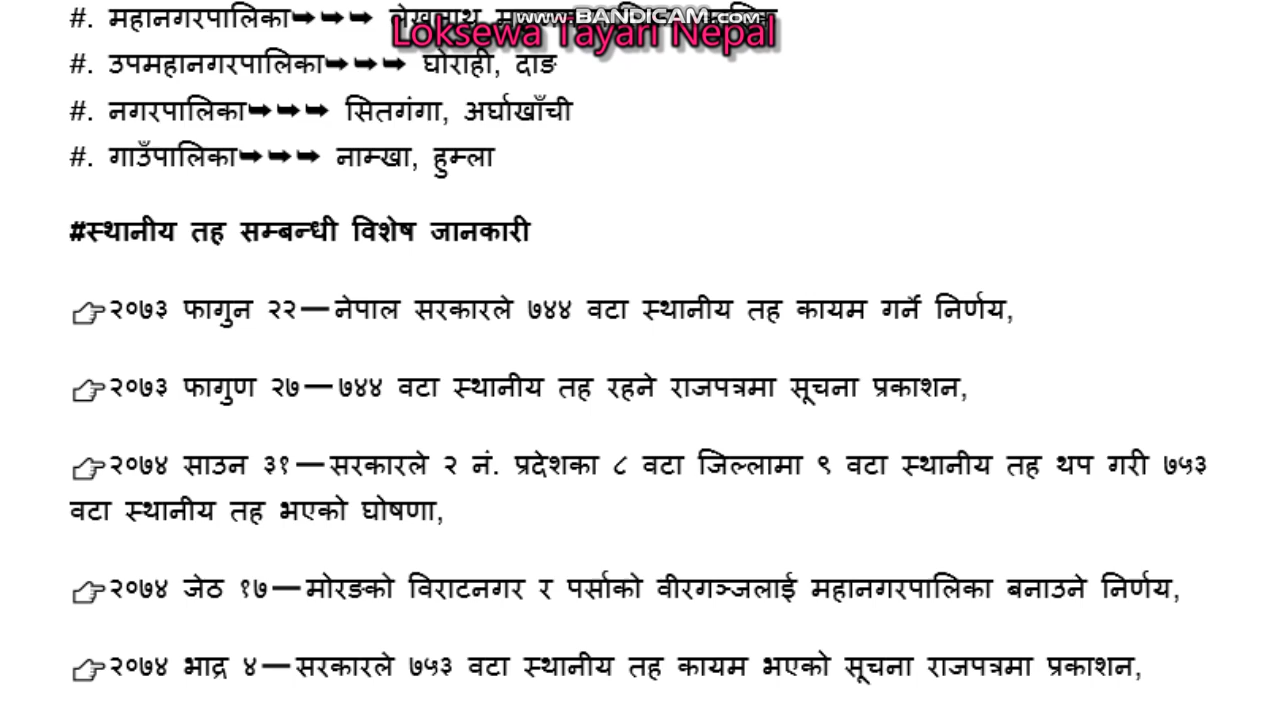 www.BANDICAM.com
#. महानगरपालिका➥➥➥
Loksewa Tayari Nepal
#. उपमहानगरपालिका➥➥➥ घोराही, दाङ
#. नगरपालिका➥➥➥ सितगंगा, अर्घाखाँची
#. गाउँपालिका➥➥➥ नाम्खा, हुम्ला
#स्थानीय तह सम्बन्धी विशेष जानकारी
👉२०७३ फागुन २२—नेपाल सरकारले ७४४ वटा स्थानीय तह कायम गर्ने निर्णय,
👉२०७३ फागुण २७—७४४ वटा स्थानीय तह रहने राजपत्रमा सूचना प्रकाशन,
👉२०७४ साउन ३१—सरकारले २ नं. प्रदेशका ८ वटा जिल्लामा ९ वटा स्थानीय तह थप गरी ७५३
वटा स्थानीय तह भएको घोषणा,
👉२०७४ जेठ १७—मोरङको विराटनगर र पर्साको वीरगञ्जलाई महानगरपालिका बनाउने निर्णय,
👉२०७४ भाद्र ४—सरकारले ७५३ वटा स्थानीय तह कायम भएको सूचना राजपत्रमा प्रकाशन,